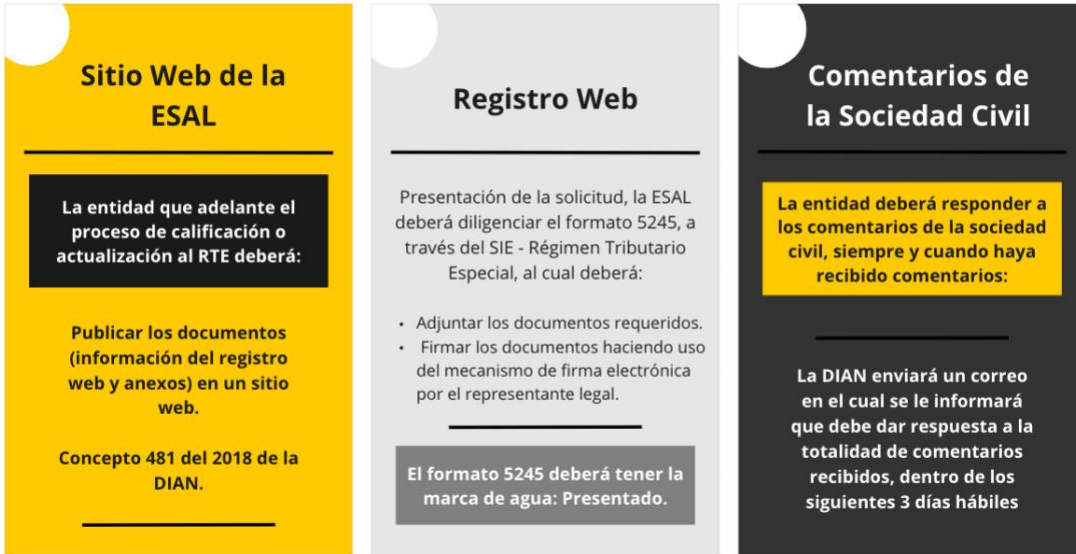 Sitio Web de la
ESAL
La entidad que adelante el
proceso de calificación o
actualización al RTE deberá:
Publicar los documentos
(información del registro
web y anexos) en un sitio
web.
Concepto 481 del 2018 de la
DIAN.
Registro Web
Presentación de la solicitud, la ESAL
deberá diligenciar el formato 5245, a
través del SIE - Régimen Tributario
Especial, al cual deberá:
• Adjuntar los documentos requeridos.
• Firmar los documentos haciendo uso
del mecanismo de firma electrónica
por el representante legal.
El formato 5245 deberá tener la
marca de agua: Presentado.
Comentarios de
la Sociedad Civil
La entidad deberá responder a
los comentarios de la sociedad
civil, siempre y cuando haya
recibido comentarios:
La DIAN enviará un correo
en el cual se le informará
que debe dar respuesta a la
totalidad de comentarios
recibidos, dentro de los
siguientes 3 días hábiles